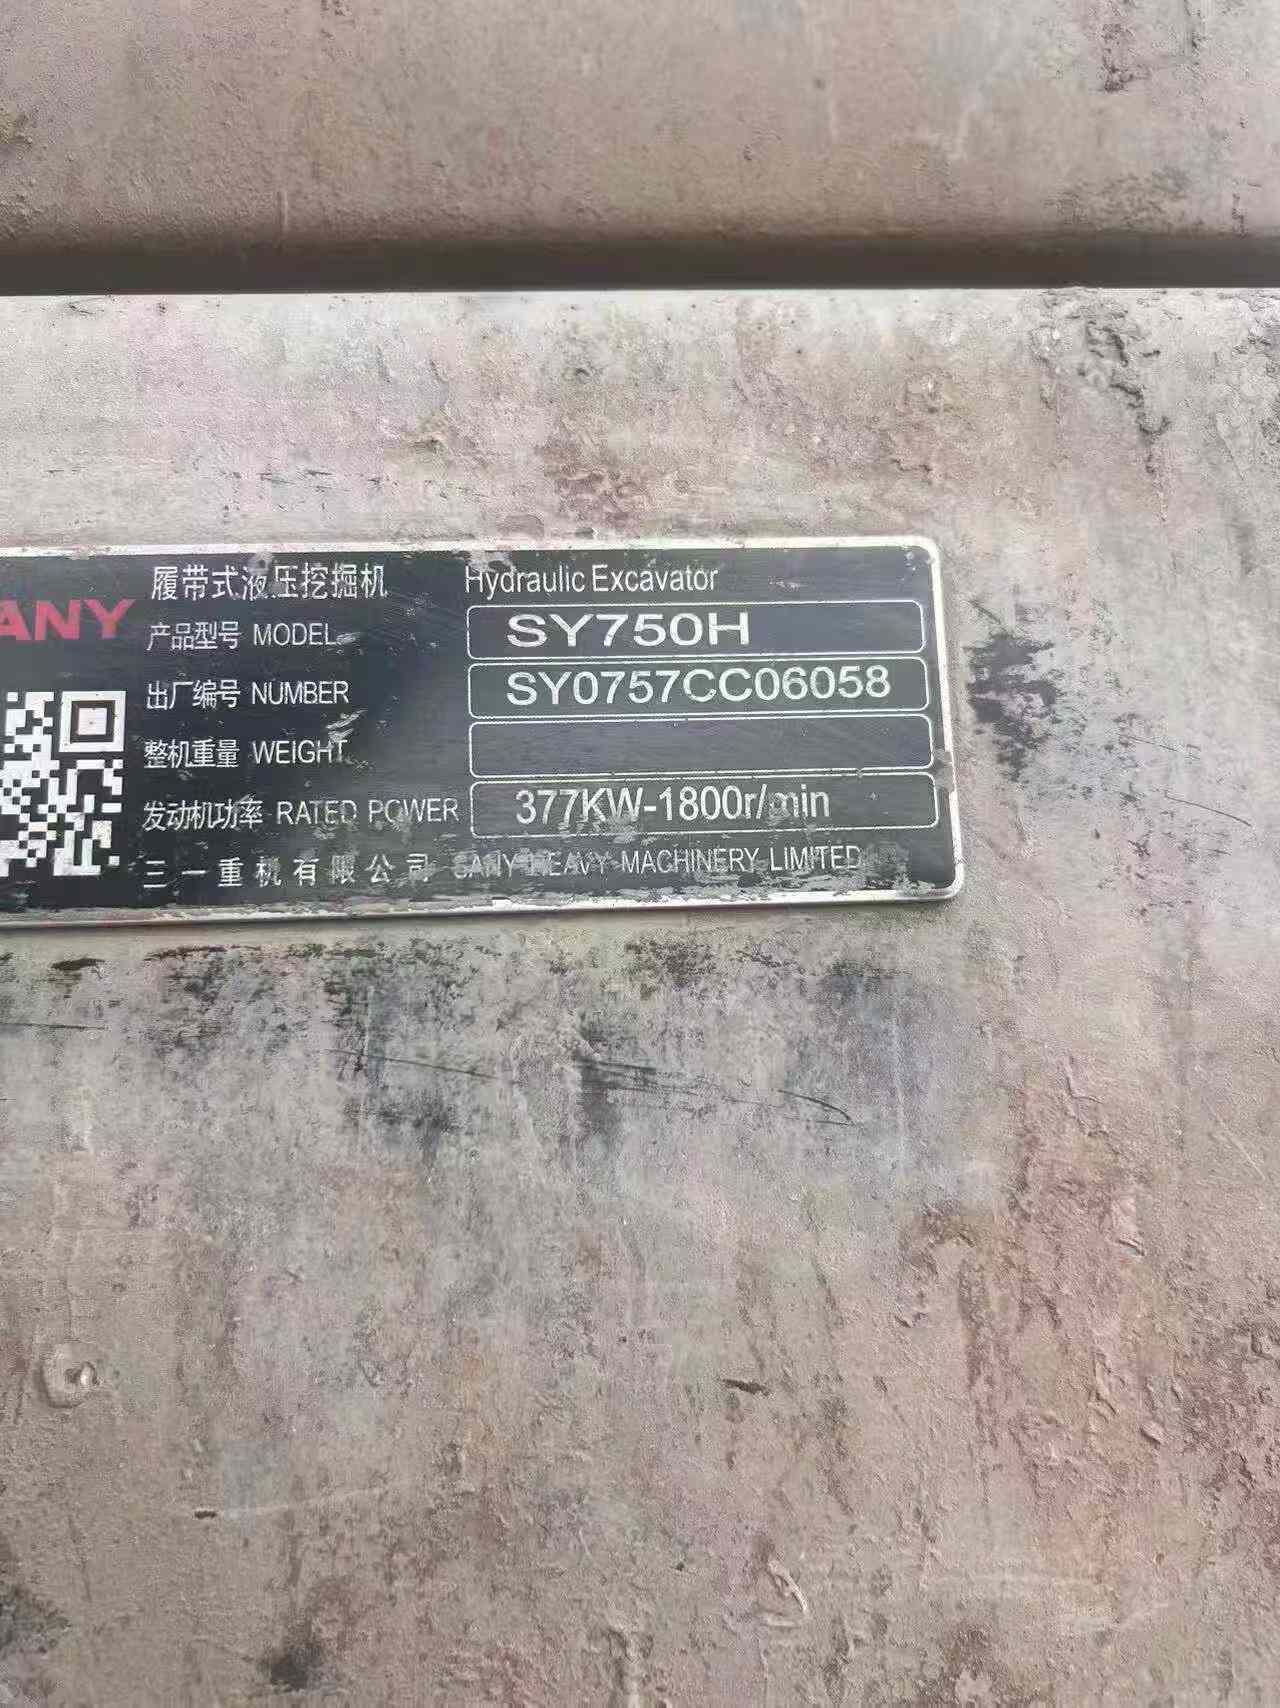 履带式液压挖掘机 Hydraulic Excavator
ANY
产品型号 MODEL SY750H
出厂编号 NUMBER SY0757CC06058
整机重量 WEIGHT
发动机功率 RATED POWER 377KW-1800r/min
三一重机有限公司 SANY HEAVY MACHINERY LIMITED